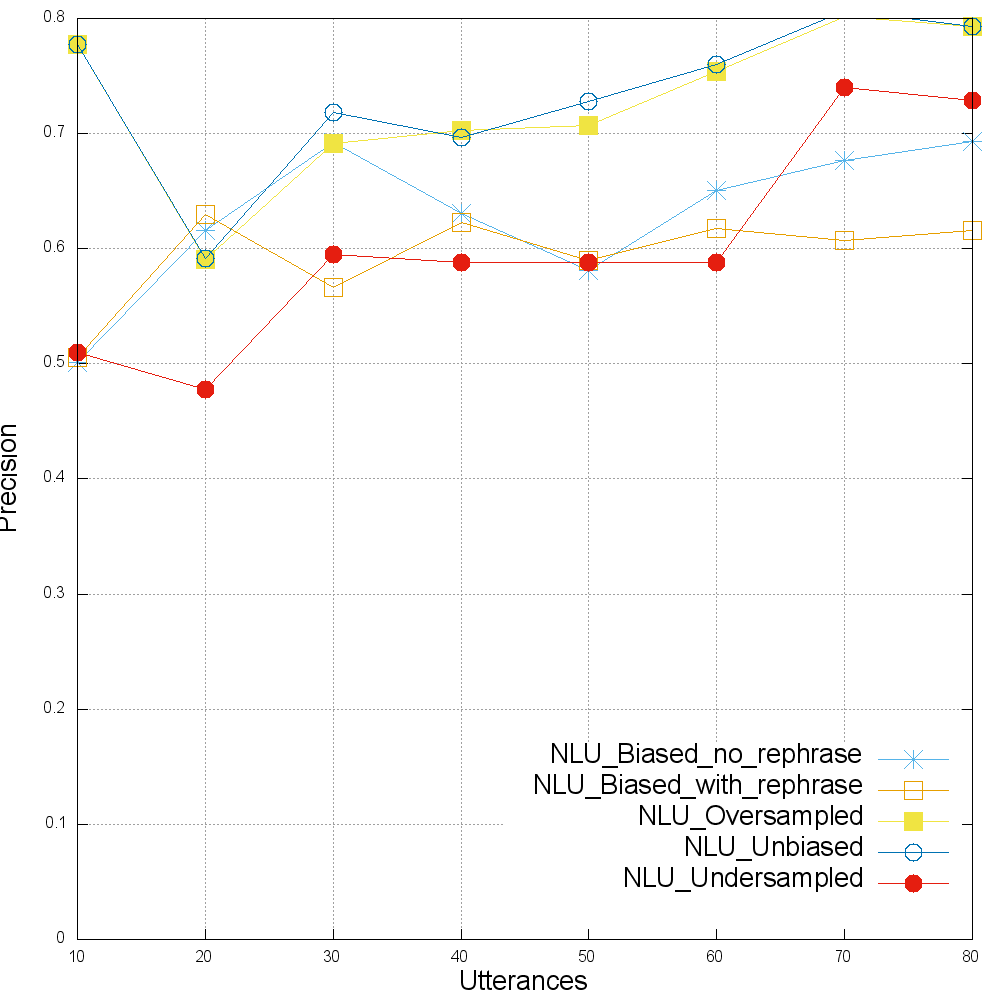 0.8
0.7
0.6
0.5
0.4
0.3
0.2
0.1
0
Precision
NLU_Biased_no_rephrase
NLU_Biased_with_rephrase
NLU_Oversampled
NLU_Unbiased
NLU_Undersampled
10 20 30 40 50 60 70 80
Utterances